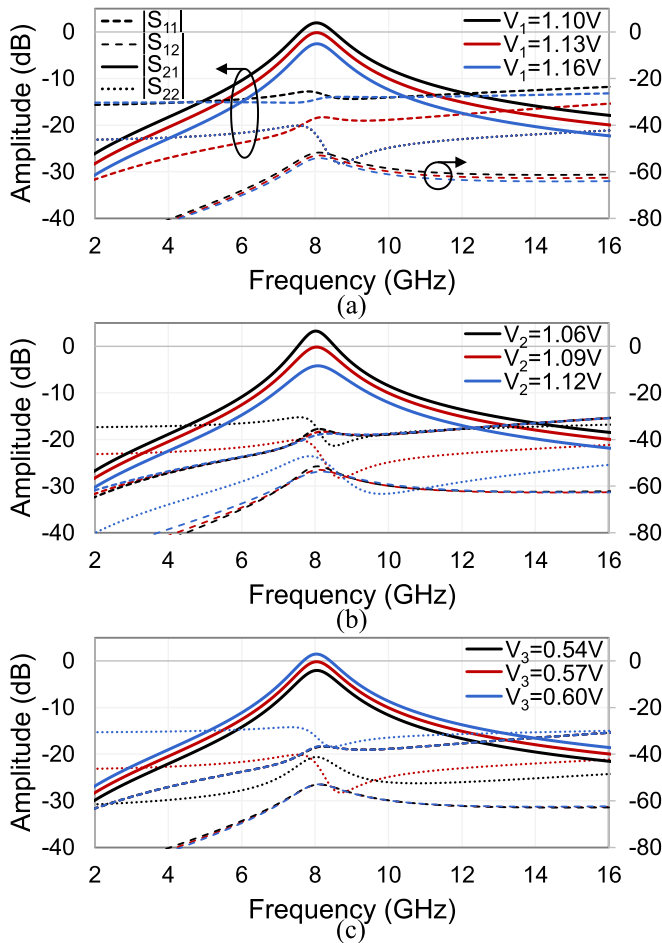 |S11|
|S12|
|S21|
|S22|
V1=1.10V
V1=1.13V
V1=1.16V
0
-10
-20
-30
-40
0
-20
-40
-60
-80
Amplitude (dB)
2 4 6 8 10 12 14 16
Frequency (GHz)
(a)
V2=1.06V
V2=1.09V
V2=1.12V
0
-10
-20
-30
-40
0
-20
-40
-60
-80
Amplitude (dB)
2 4 6 8 10 12 14 16
Frequency (GHz)
(b)
V3=0.54V
V3=0.57V
V3=0.60V
0
-10
-20
-30
-40
0
-20
-40
-60
-80
Amplitude (dB)
2 4 6 8 10 12 14 16
Frequency (GHz)
(c)